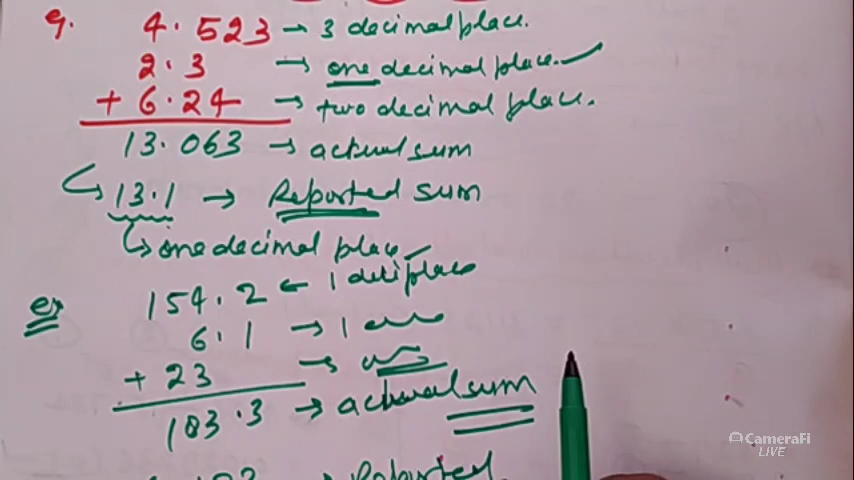 9. 4.523 → 3 decimal place.
2.3 → one decimal place.
+ 6.24 → two decimal place.
13.063 → actual sum
13.1 → Reported sum
one decimal place
ex 154.2 ← 1 deci place
6.1 → 1
+ 23 →
183.3 → actual sum
→ Reported
CameraFi
LIVE